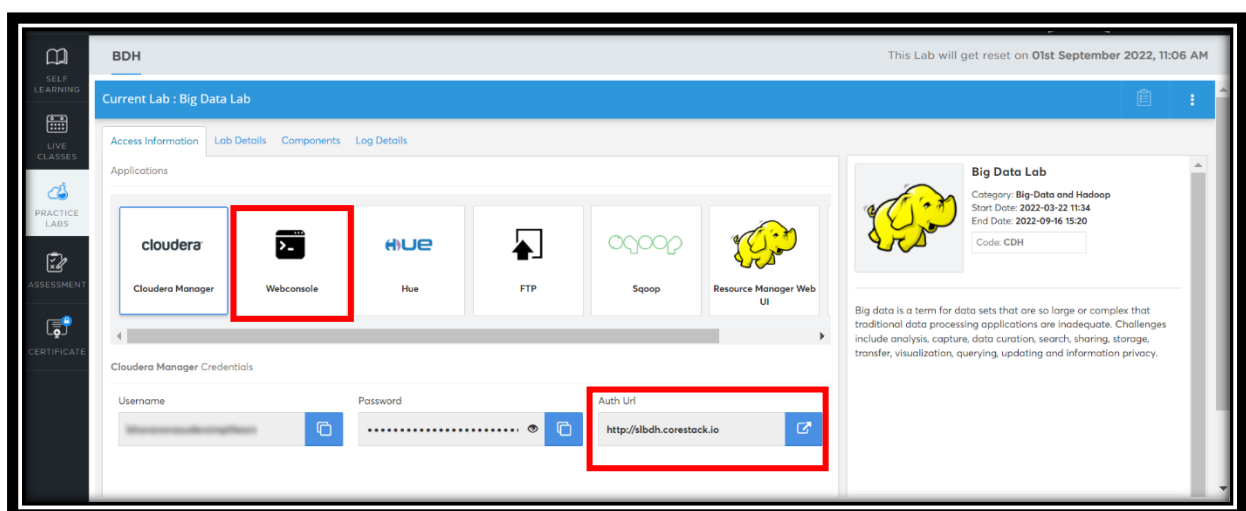 BDH
This Lab will get reset on 01st September 2022, 11:06 AM
SELF
LEARNING
LIVE
CLASSES
PRACTICE
LABS
ASSESSMENT
CERTIFICATE
Current Lab : Big Data Lab
Access Information Lab Details Components Log Details
Applications
cloudera
Cloudera Manager
>-
Webconsole
HUE
Hue
FTP
sqoop
Sqoop
Resource Manager Web
UI
Cloudera Manager Credentials
Username
Password
Auth Url
http://slbdh.corestack.io
Big Data Lab
Category: Big-Data and Hadoop
Start Date: 2022-03-22 11:34
End Date: 2022-09-16 15:20
Code: CDH
Big data is a term for data sets that are so large or complex that
traditional data processing applications are inadequate. Challenges
include analysis, capture, data curation, search, sharing, storage,
transfer, visualization, querying, updating and information privacy.